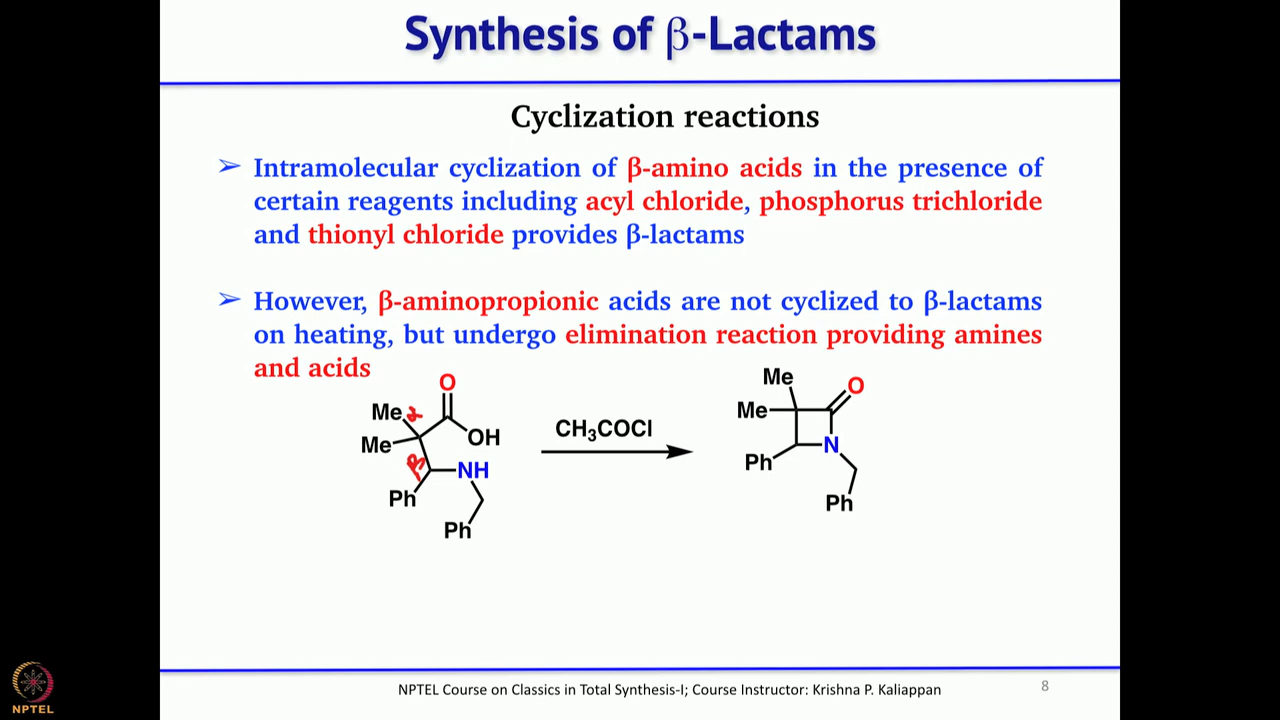 Synthesis of β-Lactams
Cyclization reactions
➢ Intramolecular cyclization of β-amino acids in the presence of
certain reagents including acyl chloride, phosphorus trichloride
and thionyl chloride provides β-lactams
➢ However, β-aminopropionic acids are not cyclized to β-lactams
on heating, but undergo elimination reaction providing amines
and acids
O
Me α
Me
OH
β
NH
Ph
Ph
CH₃COCl
Me
O
Me
N
Ph
Ph
NPTEL
NPTEL Course on Classics in Total Synthesis-I; Course Instructor: Krishna P. Kaliappan
8